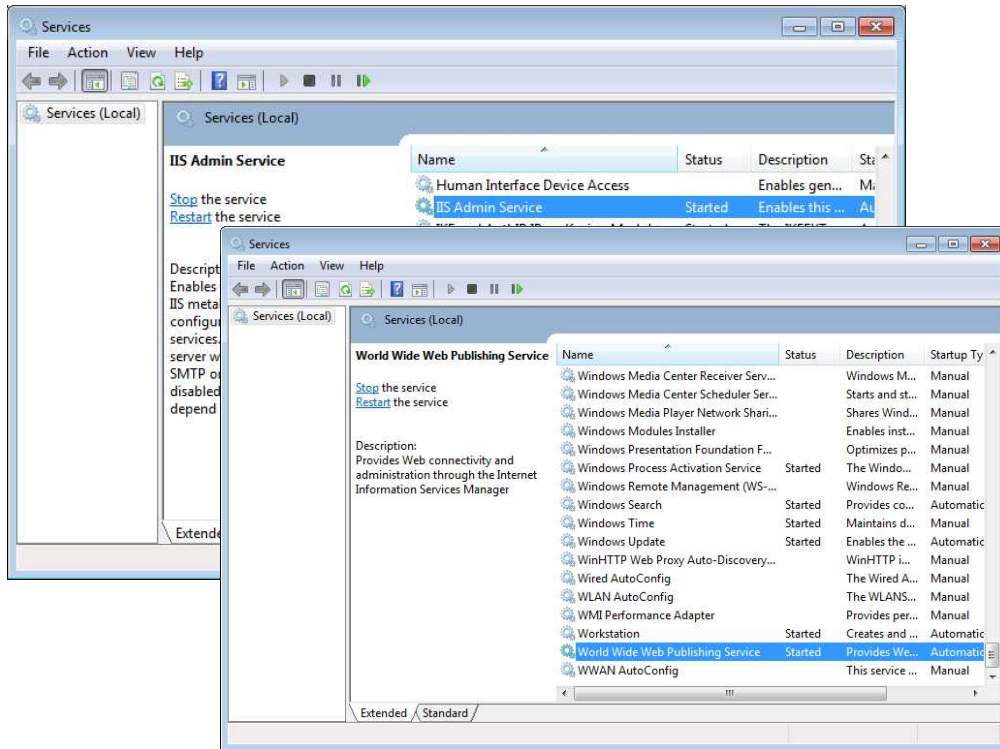 Services
File Action View Help
Services (Local)
Services (Local)
IIS Admin Service
Stop the service
Restart the service
Descript
Enables
IIS metal
configur
services.
server w
SMTP or
disabled
depend
Name Status Description Sta
Human Interface Device Access Enables gen... Ma
IIS Admin Service Started Enables this ... Au
Extende
Services
File Action View Help
Services (Local)
Services (Local)
World Wide Web Publishing Service
Stop the service
Restart the service
Description:
Provides Web connectivity and
administration through the Internet
Information Services Manager
Name Status Description Startup Ty
Windows Media Center Receiver Serv... Windows M... Manual
Windows Media Center Scheduler Ser... Starts and st... Manual
Windows Media Player Network Shari... Shares Wind... Manual
Windows Modules Installer Enables inst... Manual
Windows Presentation Foundation F... Optimizes p... Manual
Windows Process Activation Service Started The Windo... Manual
Windows Remote Management (WS-... Windows Re... Manual
Windows Search Started Provides co... Automatic
Windows Time Started Maintains d... Manual
Windows Update Started Enables the ... Automatic
WinHTTP Web Proxy Auto-Discovery... WinHTTP i... Manual
Wired AutoConfig The Wired A... Manual
WLAN AutoConfig The WLANS... Manual
WMI Performance Adapter Provides per... Manual
Workstation Started Creates and ... Automatic
World Wide Web Publishing Service Started Provides We... Automatic
WWAN AutoConfig This service ... Manual
Extended Standard